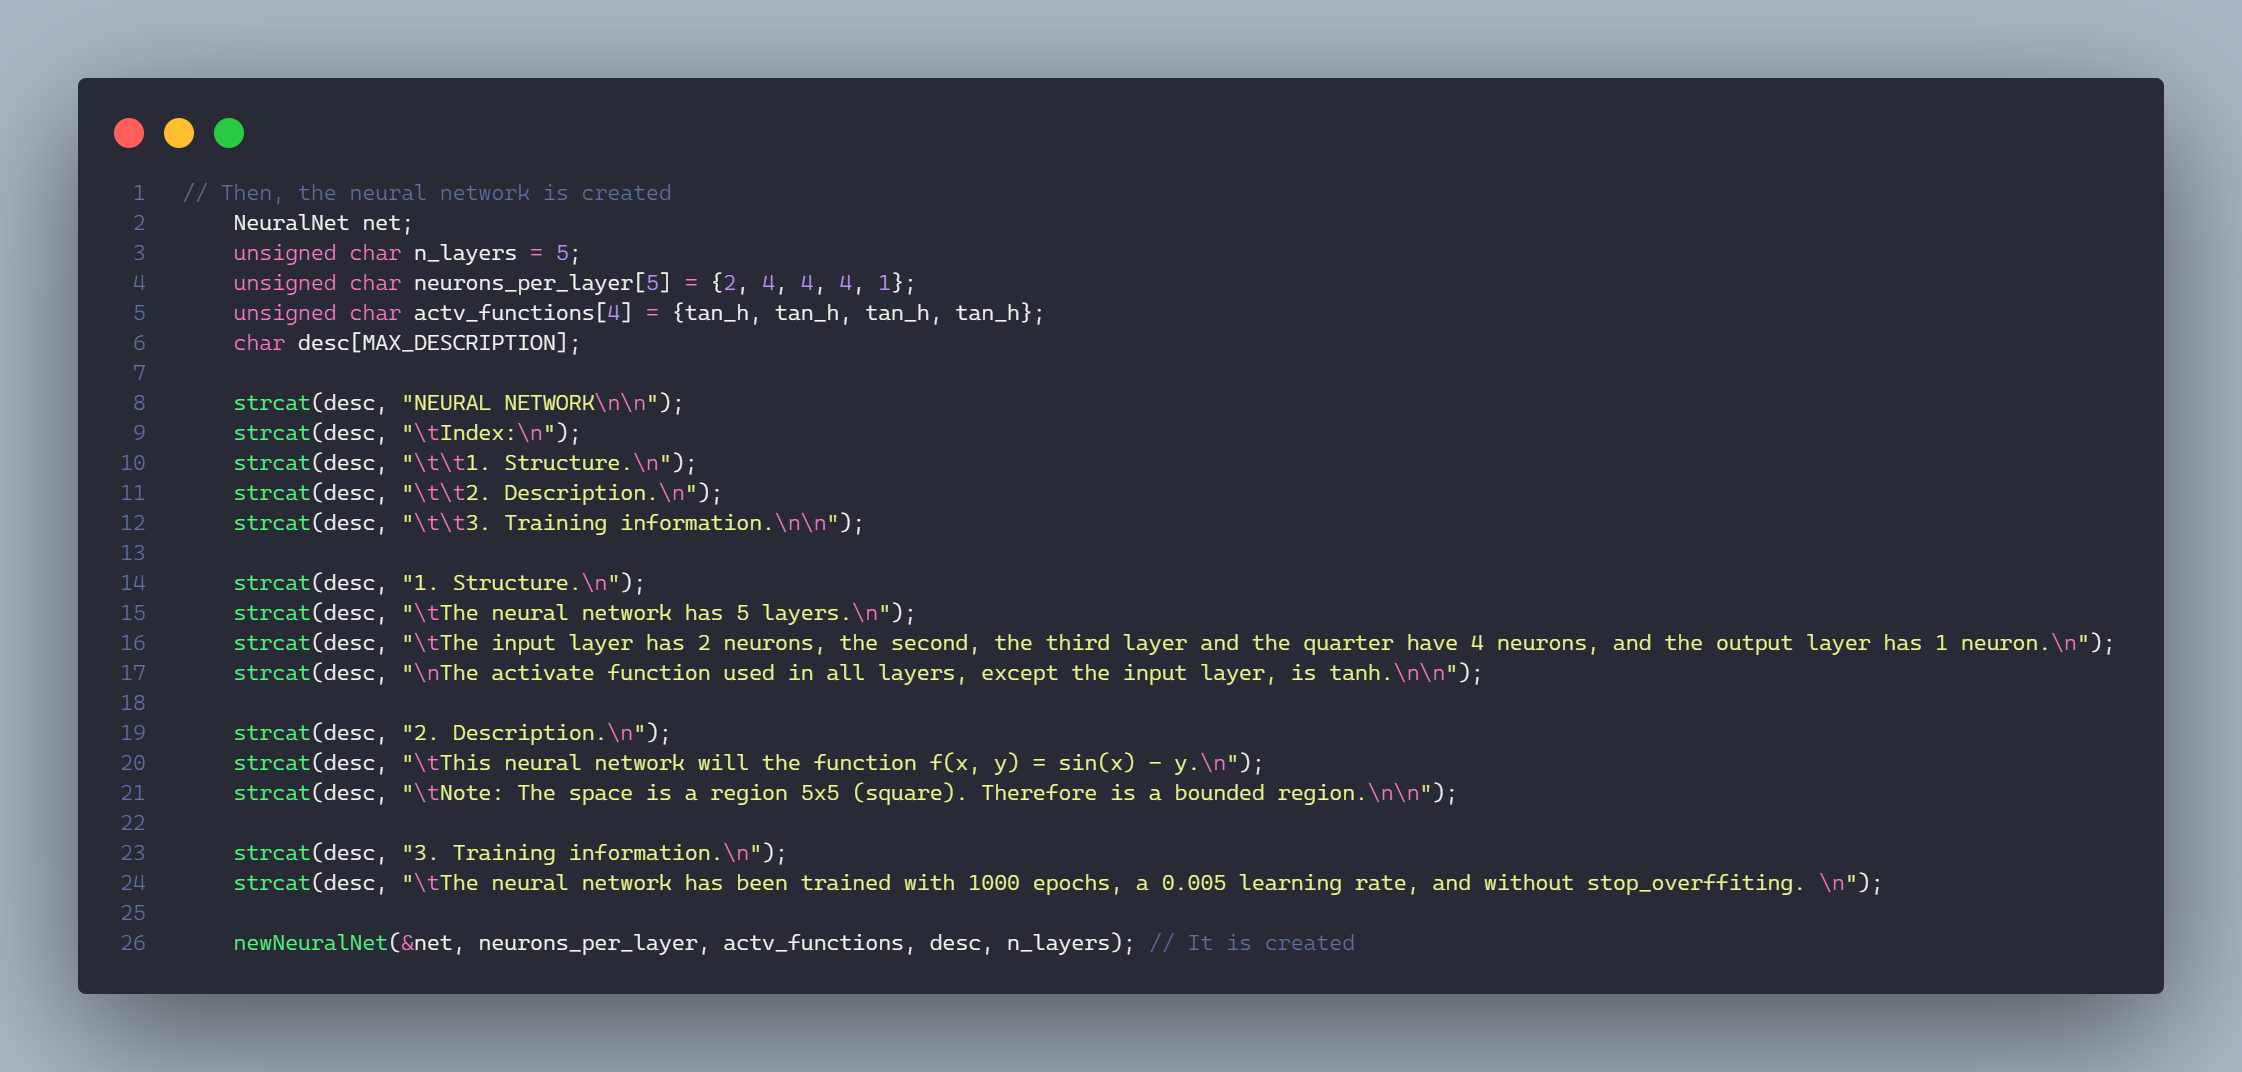 1 // Then, the neural network is created
2 NeuralNet net;
3 unsigned char n_layers = 5;
4 unsigned char neurons_per_layer[5] = {2, 4, 4, 4, 1};
5 unsigned char actv_functions[4] = {tan_h, tan_h, tan_h, tan_h};
6 char desc[MAX_DESCRIPTION];
7
8 strcat(desc, "NEURAL NETWORK\n\n");
9 strcat(desc, "\tIndex:\n");
10 strcat(desc, "\t\t1. Structure.\n");
11 strcat(desc, "\t\t2. Description.\n");
12 strcat(desc, "\t\t3. Training information.\n\n");
13
14 strcat(desc, "1. Structure.\n");
15 strcat(desc, "\tThe neural network has 5 layers.\n");
16 strcat(desc, "\tThe input layer has 2 neurons, the second, the third layer and the quarter have 4 neurons, and the output layer has 1 neuron.\n");
17 strcat(desc, "\nThe activate function used in all layers, except the input layer, is tanh.\n\n");
18
19 strcat(desc, "2. Description.\n");
20 strcat(desc, "\tThis neural network will the function f(x, y) = sin(x) - y.\n");
21 strcat(desc, "\tNote: The space is a region 5x5 (square). Therefore is a bounded region.\n\n");
22
23 strcat(desc, "3. Training information.\n");
24 strcat(desc, "\tThe neural network has been trained with 1000 epochs, a 0.005 learning rate, and without stop_overffiting. \n");
25
26 newNeuralNet(&net, neurons_per_layer, actv_functions, desc, n_layers); // It is created